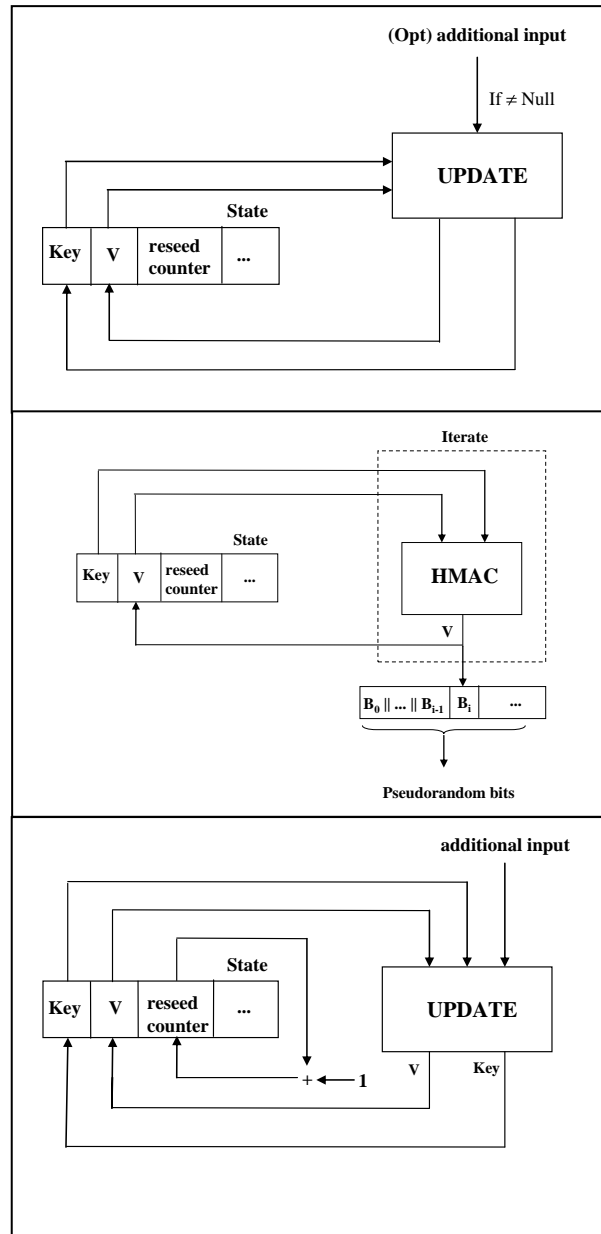 (Opt) additional input
If ≠ Null
UPDATE
State
Key V reseed counter ...
Iterate
State
Key V reseed counter ...
HMAC
V
B0 || ... || Bi-1 Bi ...
Pseudorandom bits
additional input
State
Key V reseed counter ...
UPDATE
V Key
+ 1